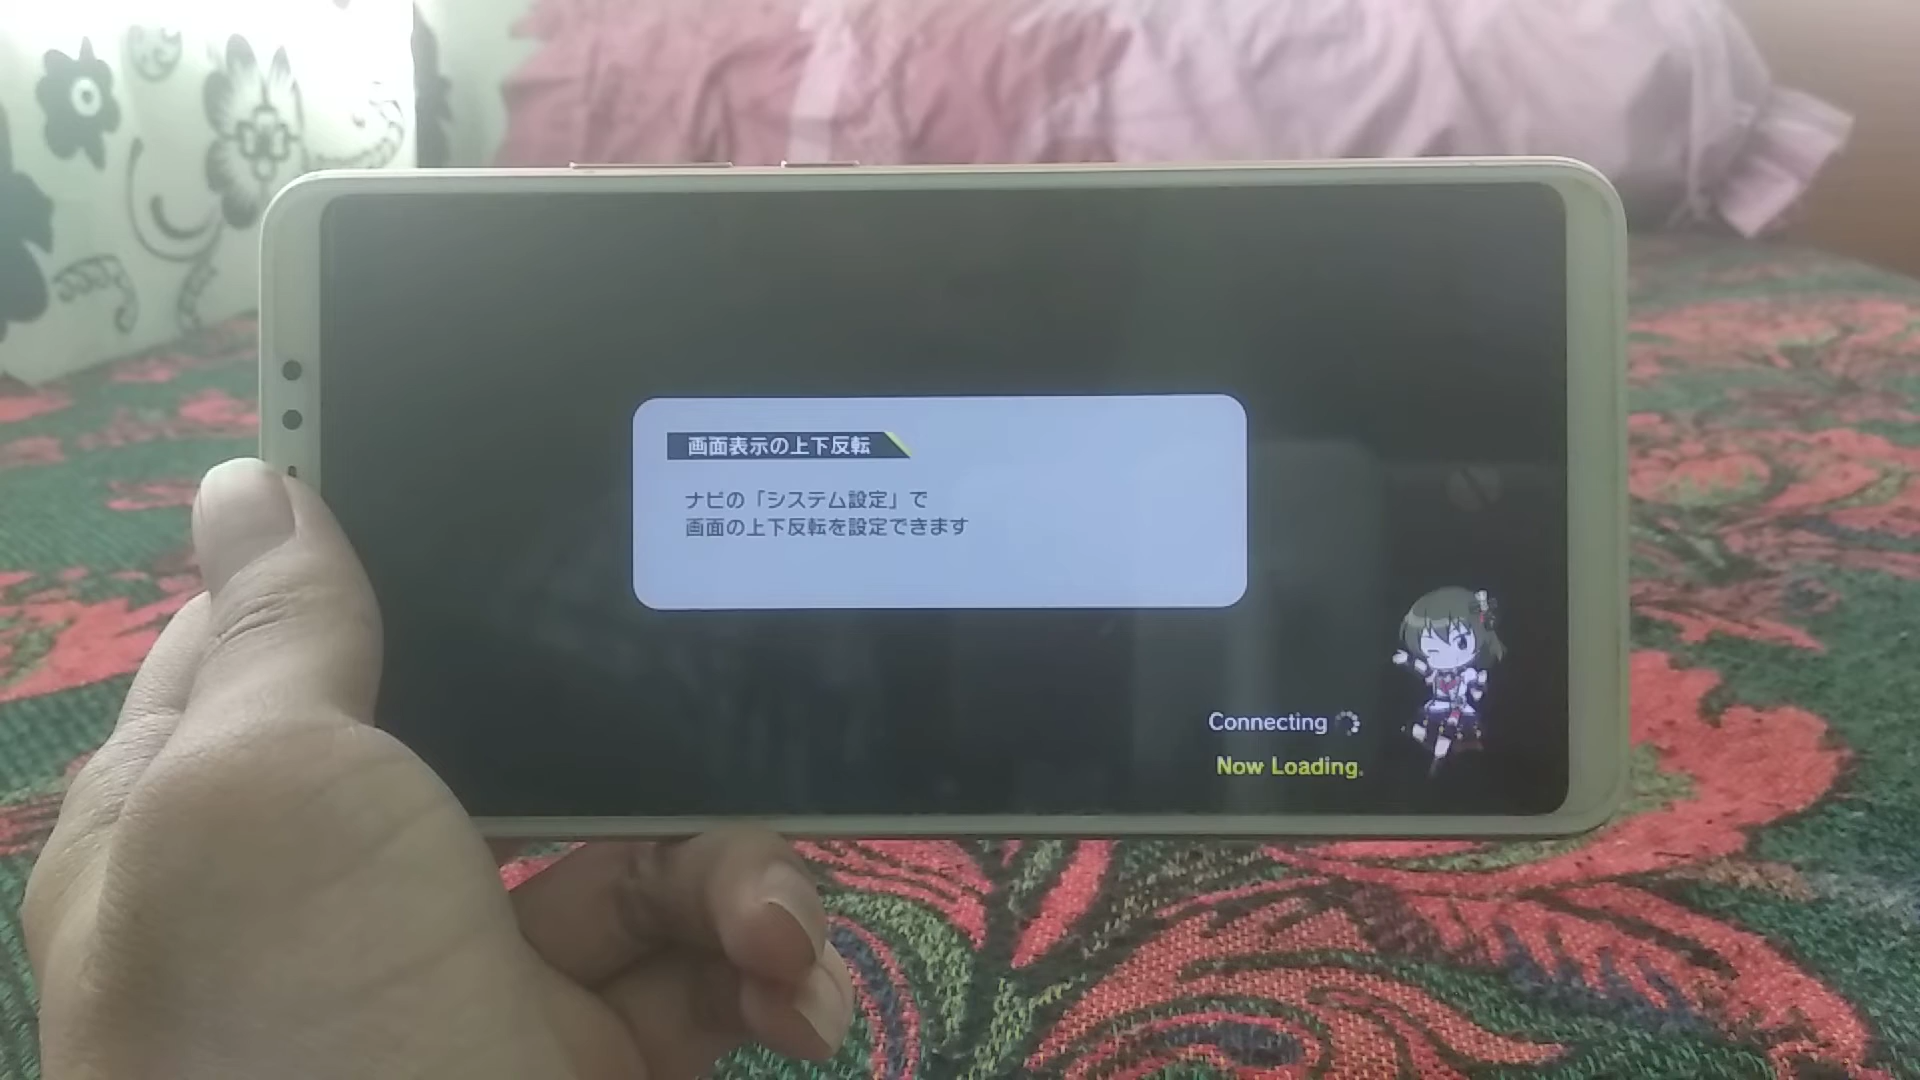 画面表示の上下反転
ナビの「システム設定」で
画面の上下反転を設定できます
Connecting
Now Loading.